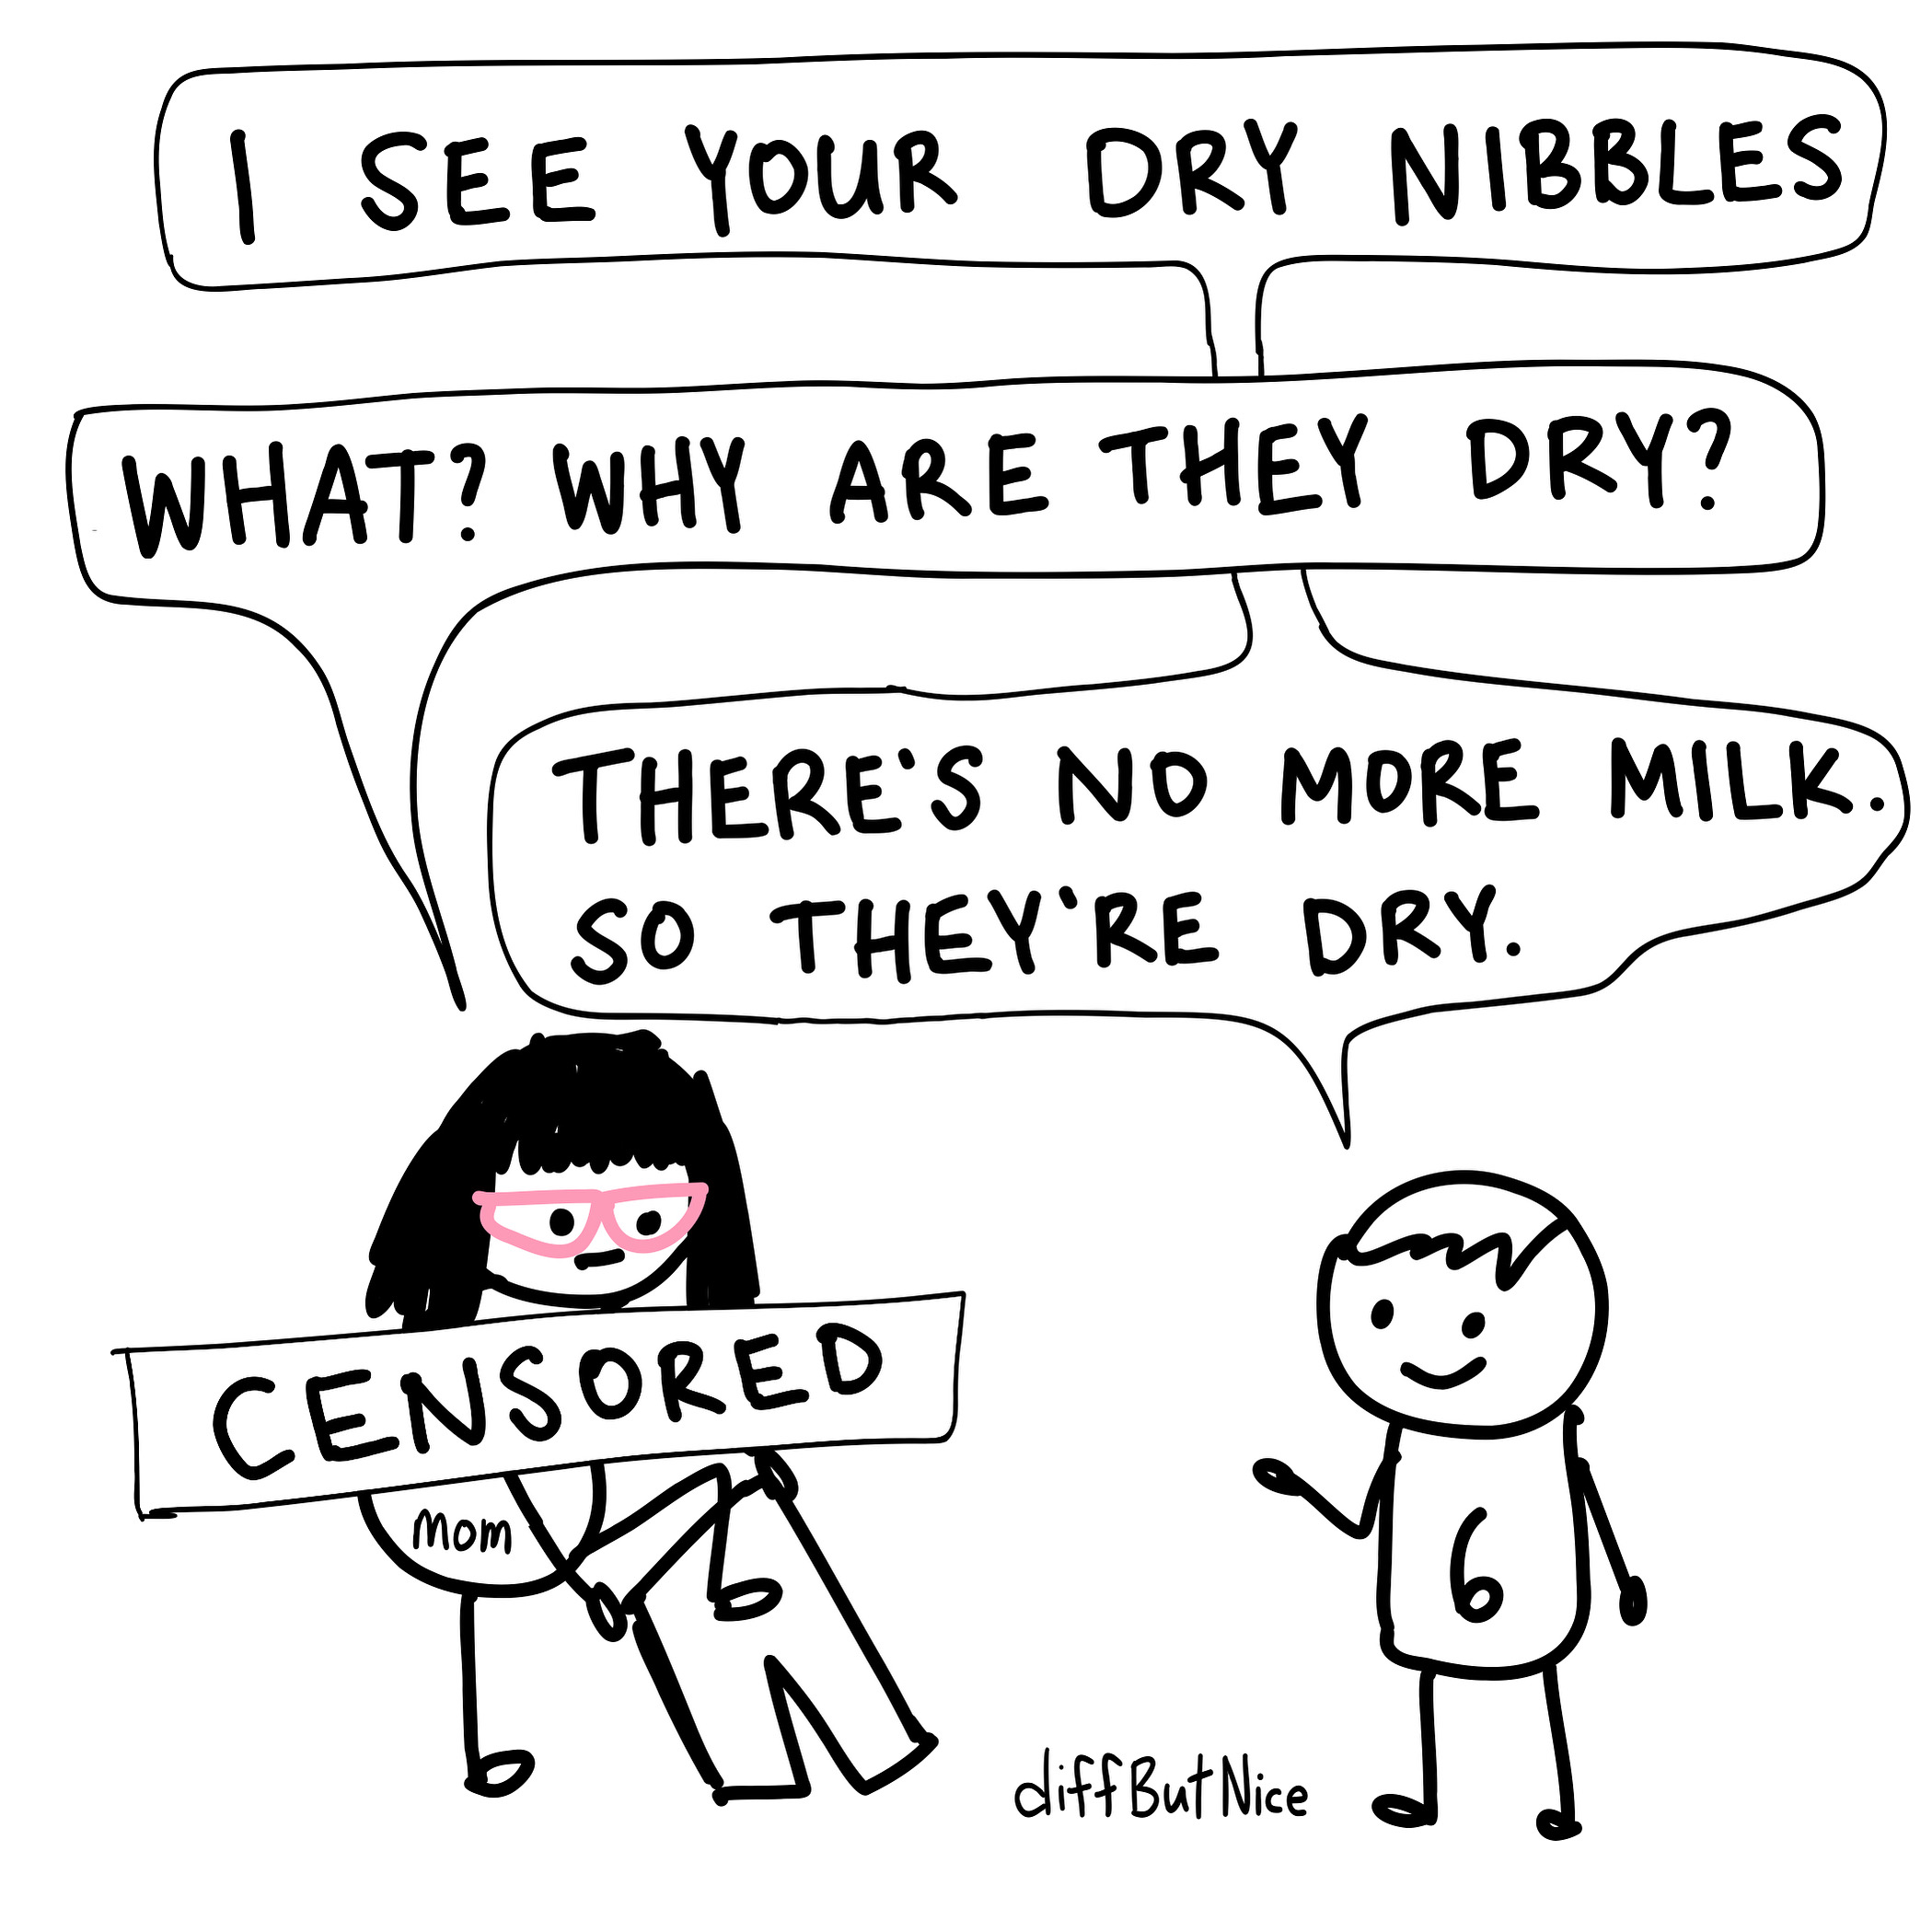 I SEE YOUR DRY NIBBLES
WHAT? WHY ARE THEY DRY?
THERE'S NO MORE MILK.
SO THEY'RE DRY.
CENSORED
MOM
6
diffButNice